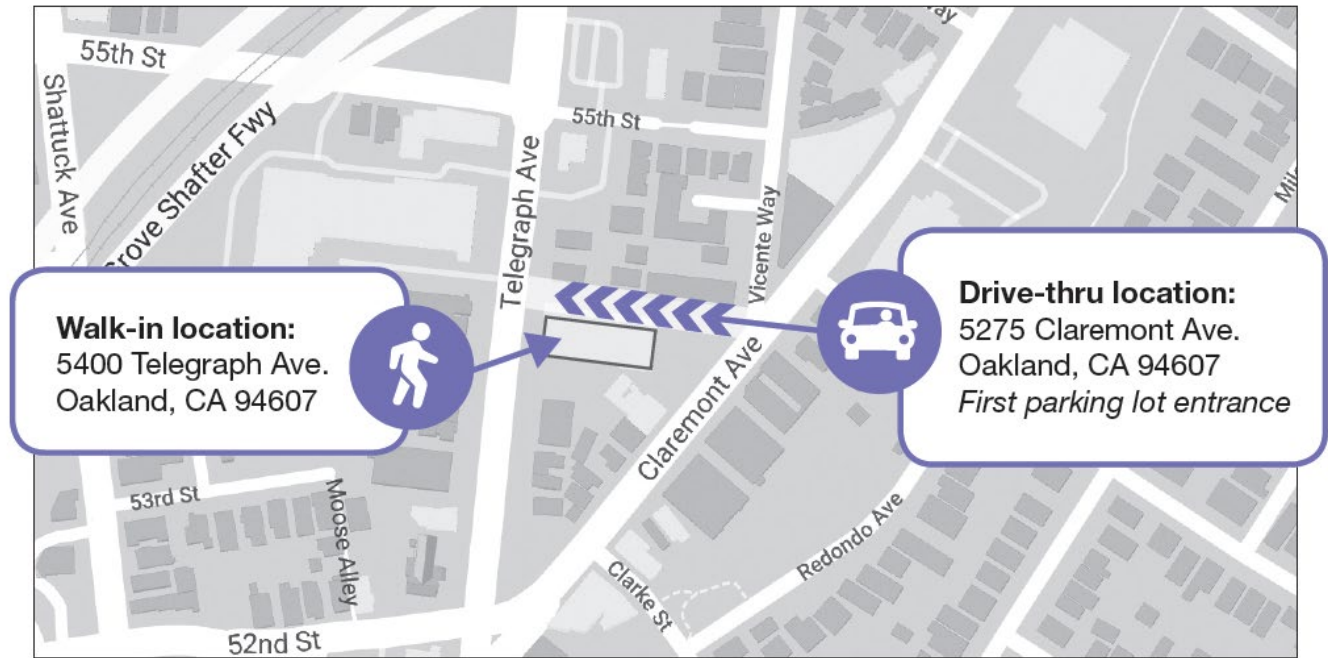 55th St
Shattuck Ave
Grove Shafter Fwy
Telegraph Ave
55th St
Vicente Way
Walk-in location:
5400 Telegraph Ave.
Oakland, CA 94607
Drive-thru location:
5275 Claremont Ave.
Oakland, CA 94607
First parking lot entrance
Claremont Ave
53rd St
Moose Alley
Redondo Ave
Clarke St
52nd St